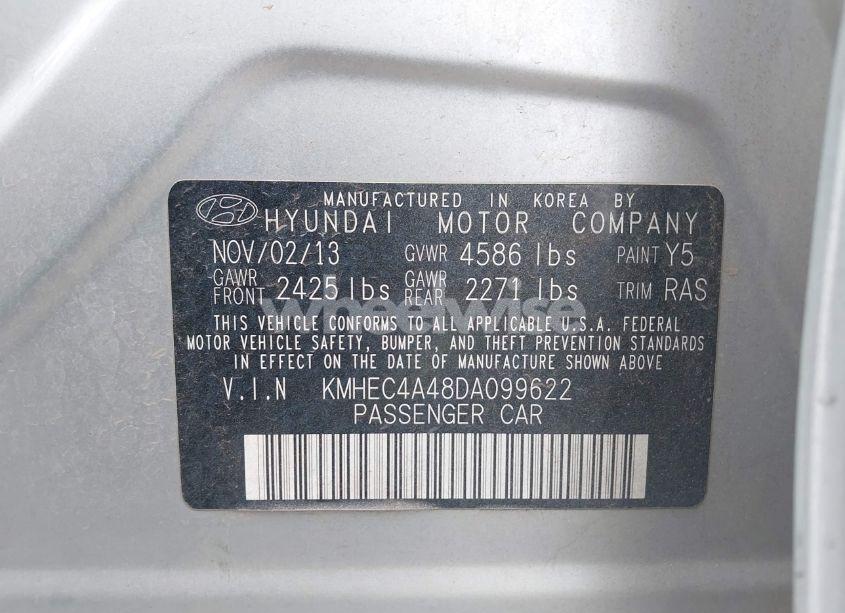 MANUFACTURED IN KOREA BY
HYUNDAI MOTOR COMPANY
NOV/02/13 GVWR 4586 lbs PAINT Y5
GAWR FRONT 2425 lbs GAWR REAR 2271 lbs TRIM RAS
THIS VEHICLE CONFORMS TO ALL APPLICABLE U.S.A. FEDERAL
MOTOR VEHICLE SAFETY, BUMPER, AND THEFT PREVENTION STANDARDS
IN EFFECT ON THE DATE OF MANUFACTURE SHOWN ABOVE
V.I.N KMHEC4A48DA099622
PASSENGER CAR
wheelwise